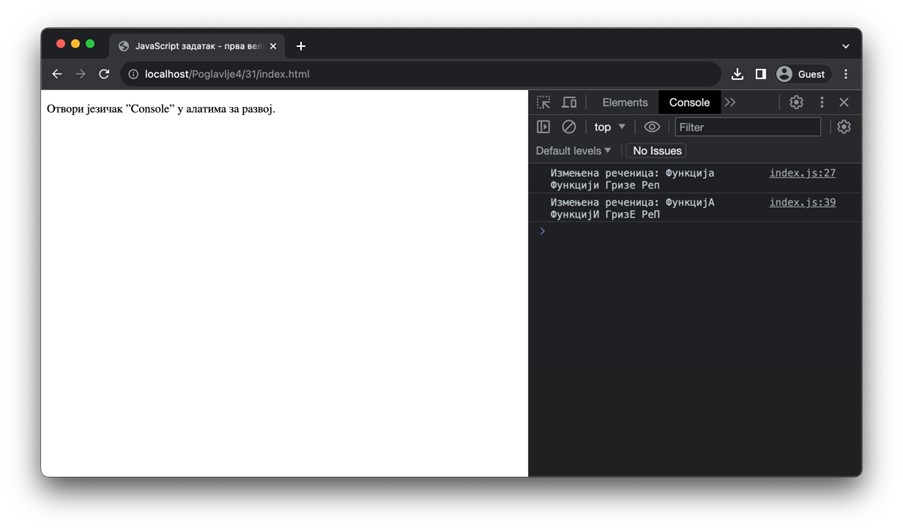 JavaScript задатак - прва вел
localhost/Poglavlje4/31/index.html
Guest
Отвори језичак ”Console” у алатима за развој.
Elements Console
top Filter
Default levels No Issues
Измењена реченица: Функција index.js:27
Функцији Гризе Реп
Измењена реченица: ФункцијА index.js:39
ФункцијИ ГризЕ РеП